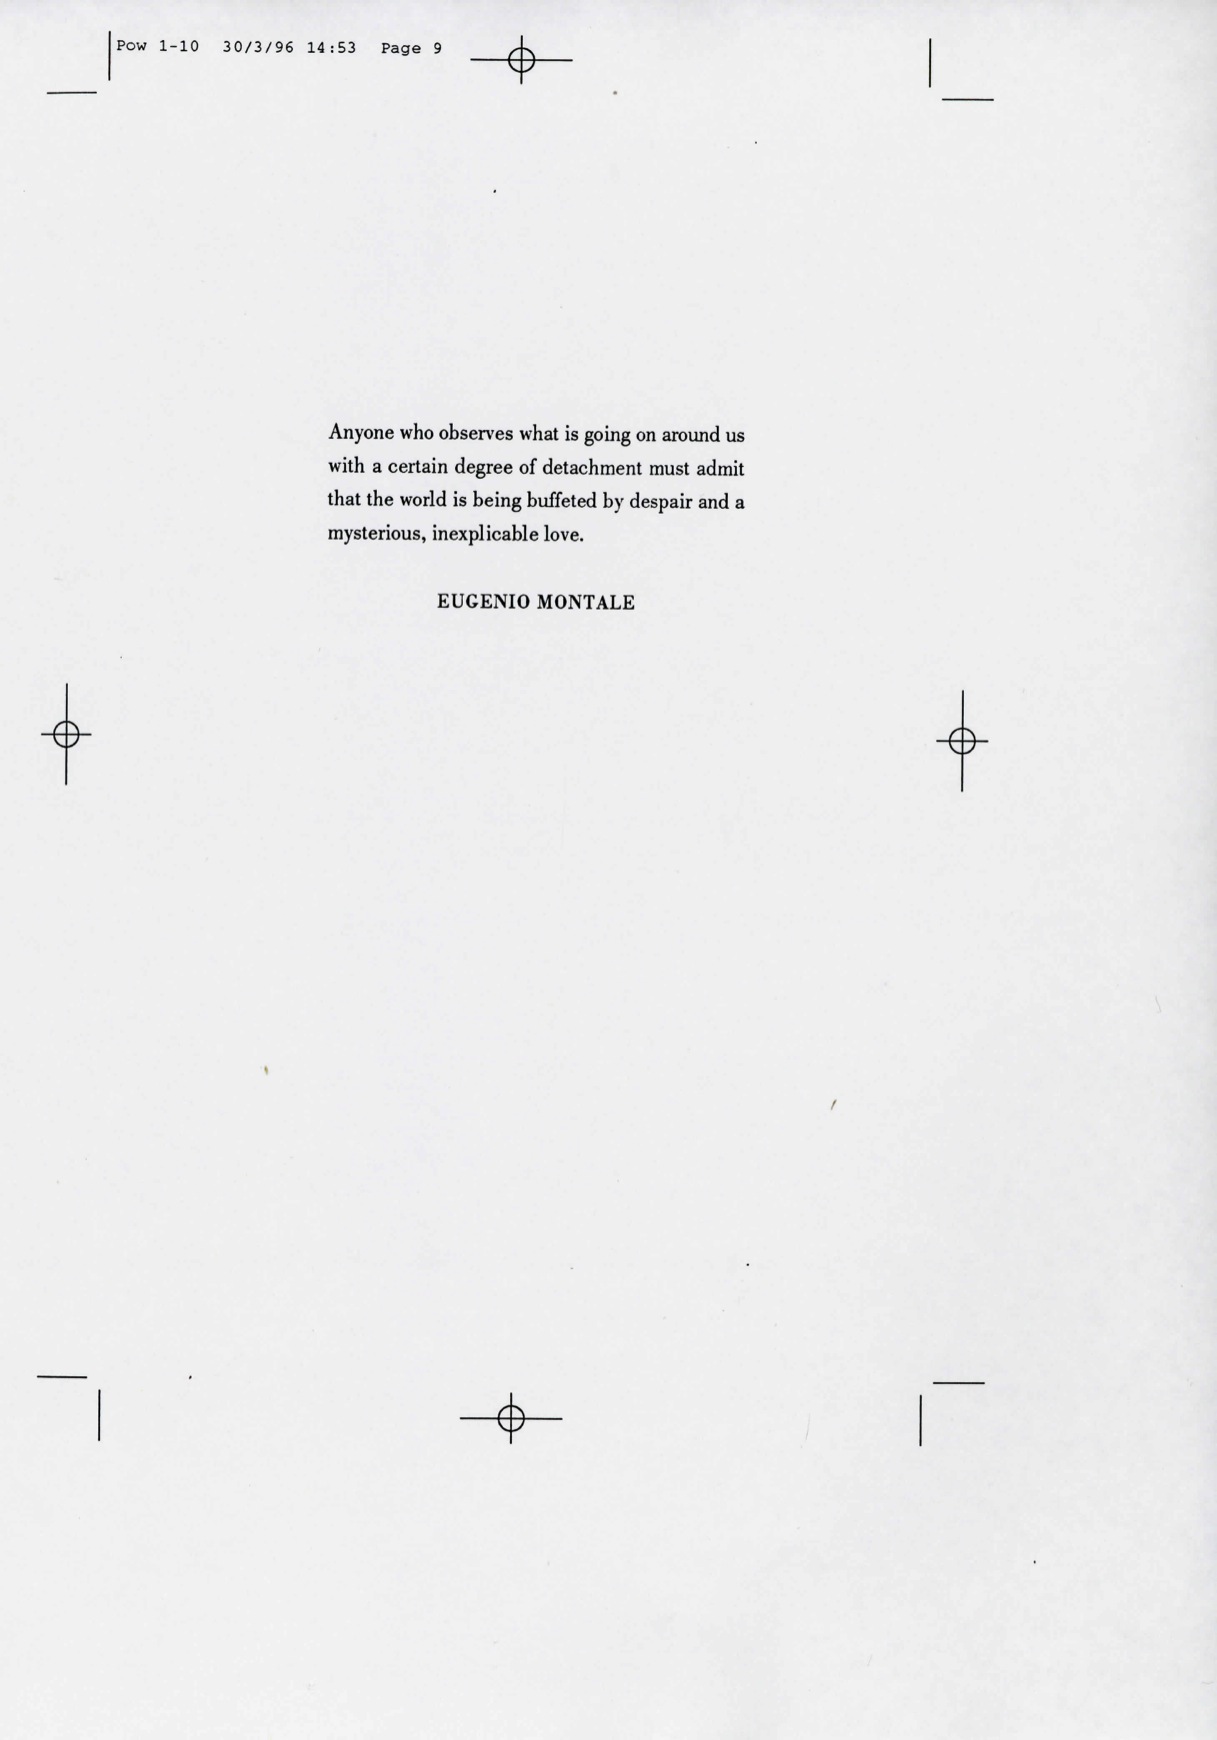 Pow 1-10 30/3/96 14:53 Page 9
Anyone who observes what is going on around us
with a certain degree of detachment must admit
that the world is being buffeted by despair and a
mysterious, inexplicable love.
EUGENIO MONTALE